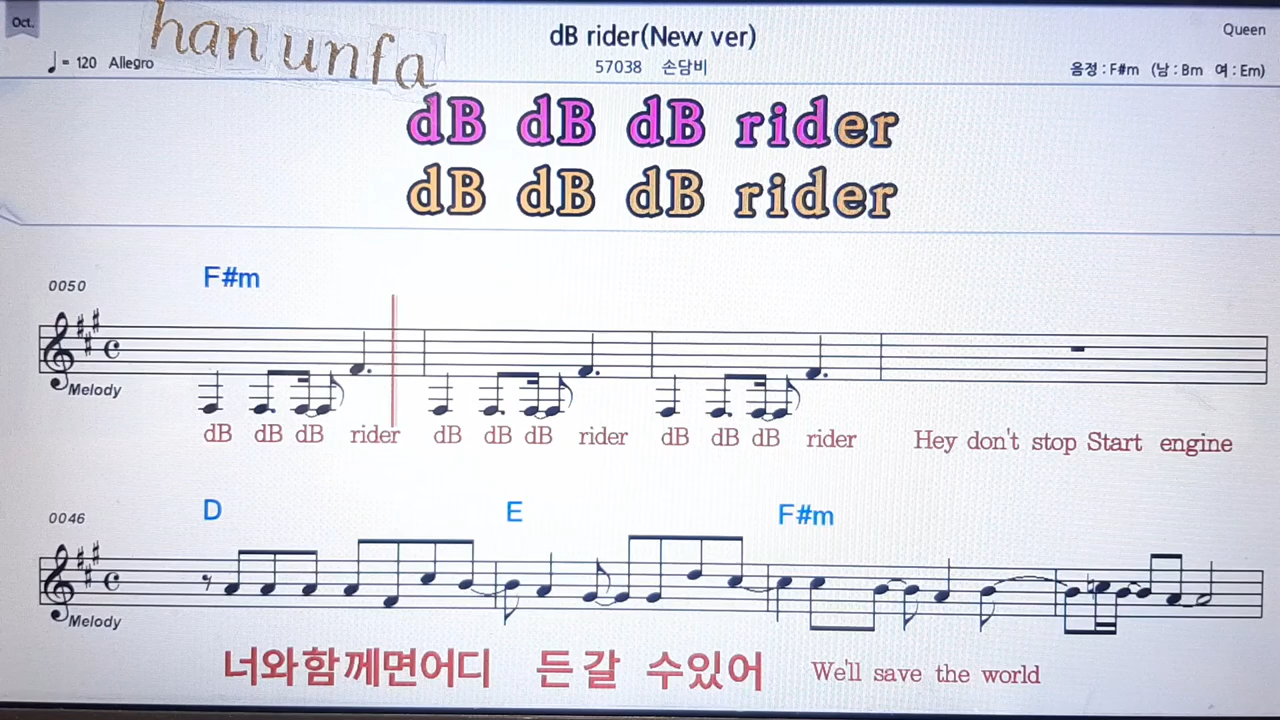 Oct.
han unfa
dB rider(New ver)
Queen
♩ = 120 Allegro
57038 손담비
음정 : F#m (남 : Bm 여 : Em)
dB dB dB rider
dB dB dB rider
0050
F#m
Melody
dB dB dB rider dB dB dB rider dB dB dB rider Hey don't stop Start engine
0046
D E F#m
Melody
너와함께면어디 든갈 수있어 We'll save the world